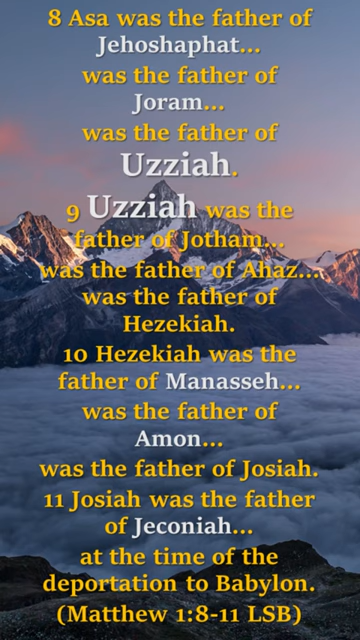 8 Asa was the father of
Jehoshaphat...
was the father of
Joram...
was the father of
Uzziah.
9 Uzziah was the
father of Jotham...
was the father of Ahaz...
was the father of
Hezekiah.
10 Hezekiah was the
father of Manasseh...
was the father of
Amon...
was the father of Josiah.
11 Josiah was the father
of Jeconiah...
at the time of the
deportation to Babylon.
(Matthew 1:8-11 LSB)